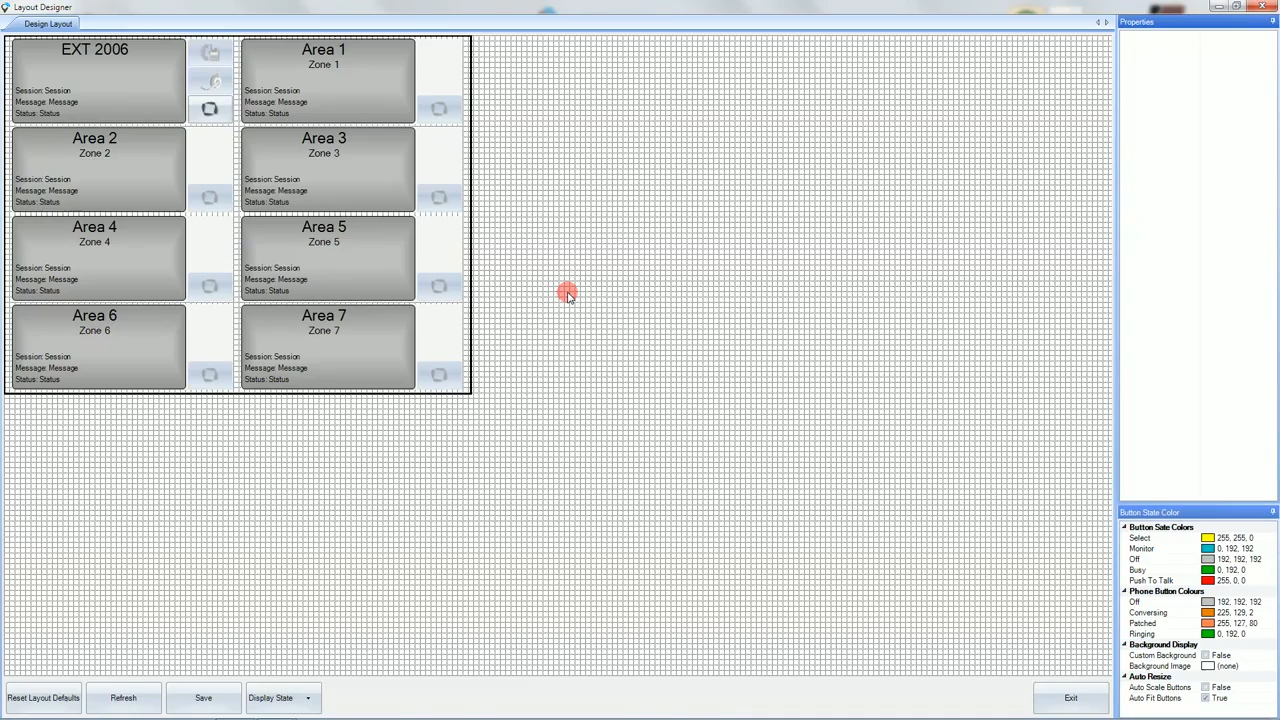 Layout Designer
Design Layout
Properties
EXT 2006
Session: Session
Message: Message
Status: Status
Area 1
Zone 1
Session: Session
Message: Message
Status: Status
Area 2
Zone 2
Session: Session
Message: Message
Status: Status
Area 3
Zone 3
Session: Session
Message: Message
Status: Status
Area 4
Zone 4
Session: Session
Message: Message
Status: Status
Area 5
Zone 5
Session: Session
Message: Message
Status: Status
Area 6
Zone 6
Session: Session
Message: Message
Status: Status
Area 7
Zone 7
Session: Session
Message: Message
Status: Status
Button State Color
Button Sate Colors
Select 255, 255, 0
Monitor 0, 192, 192
Off 192, 192, 192
Busy 0, 192, 0
Push To Talk 255, 0, 0
Phone Button Colours
Off 192, 192, 192
Conversing 225, 129, 2
Patched 255, 127, 80
Ringing 0, 192, 0
Background Display
Custom Background False
Background Image (none)
Auto Resize
Auto Scale Buttons False
Auto Fit Buttons True
Reset Layout Defaults
Refresh
Save
Display State
Exit